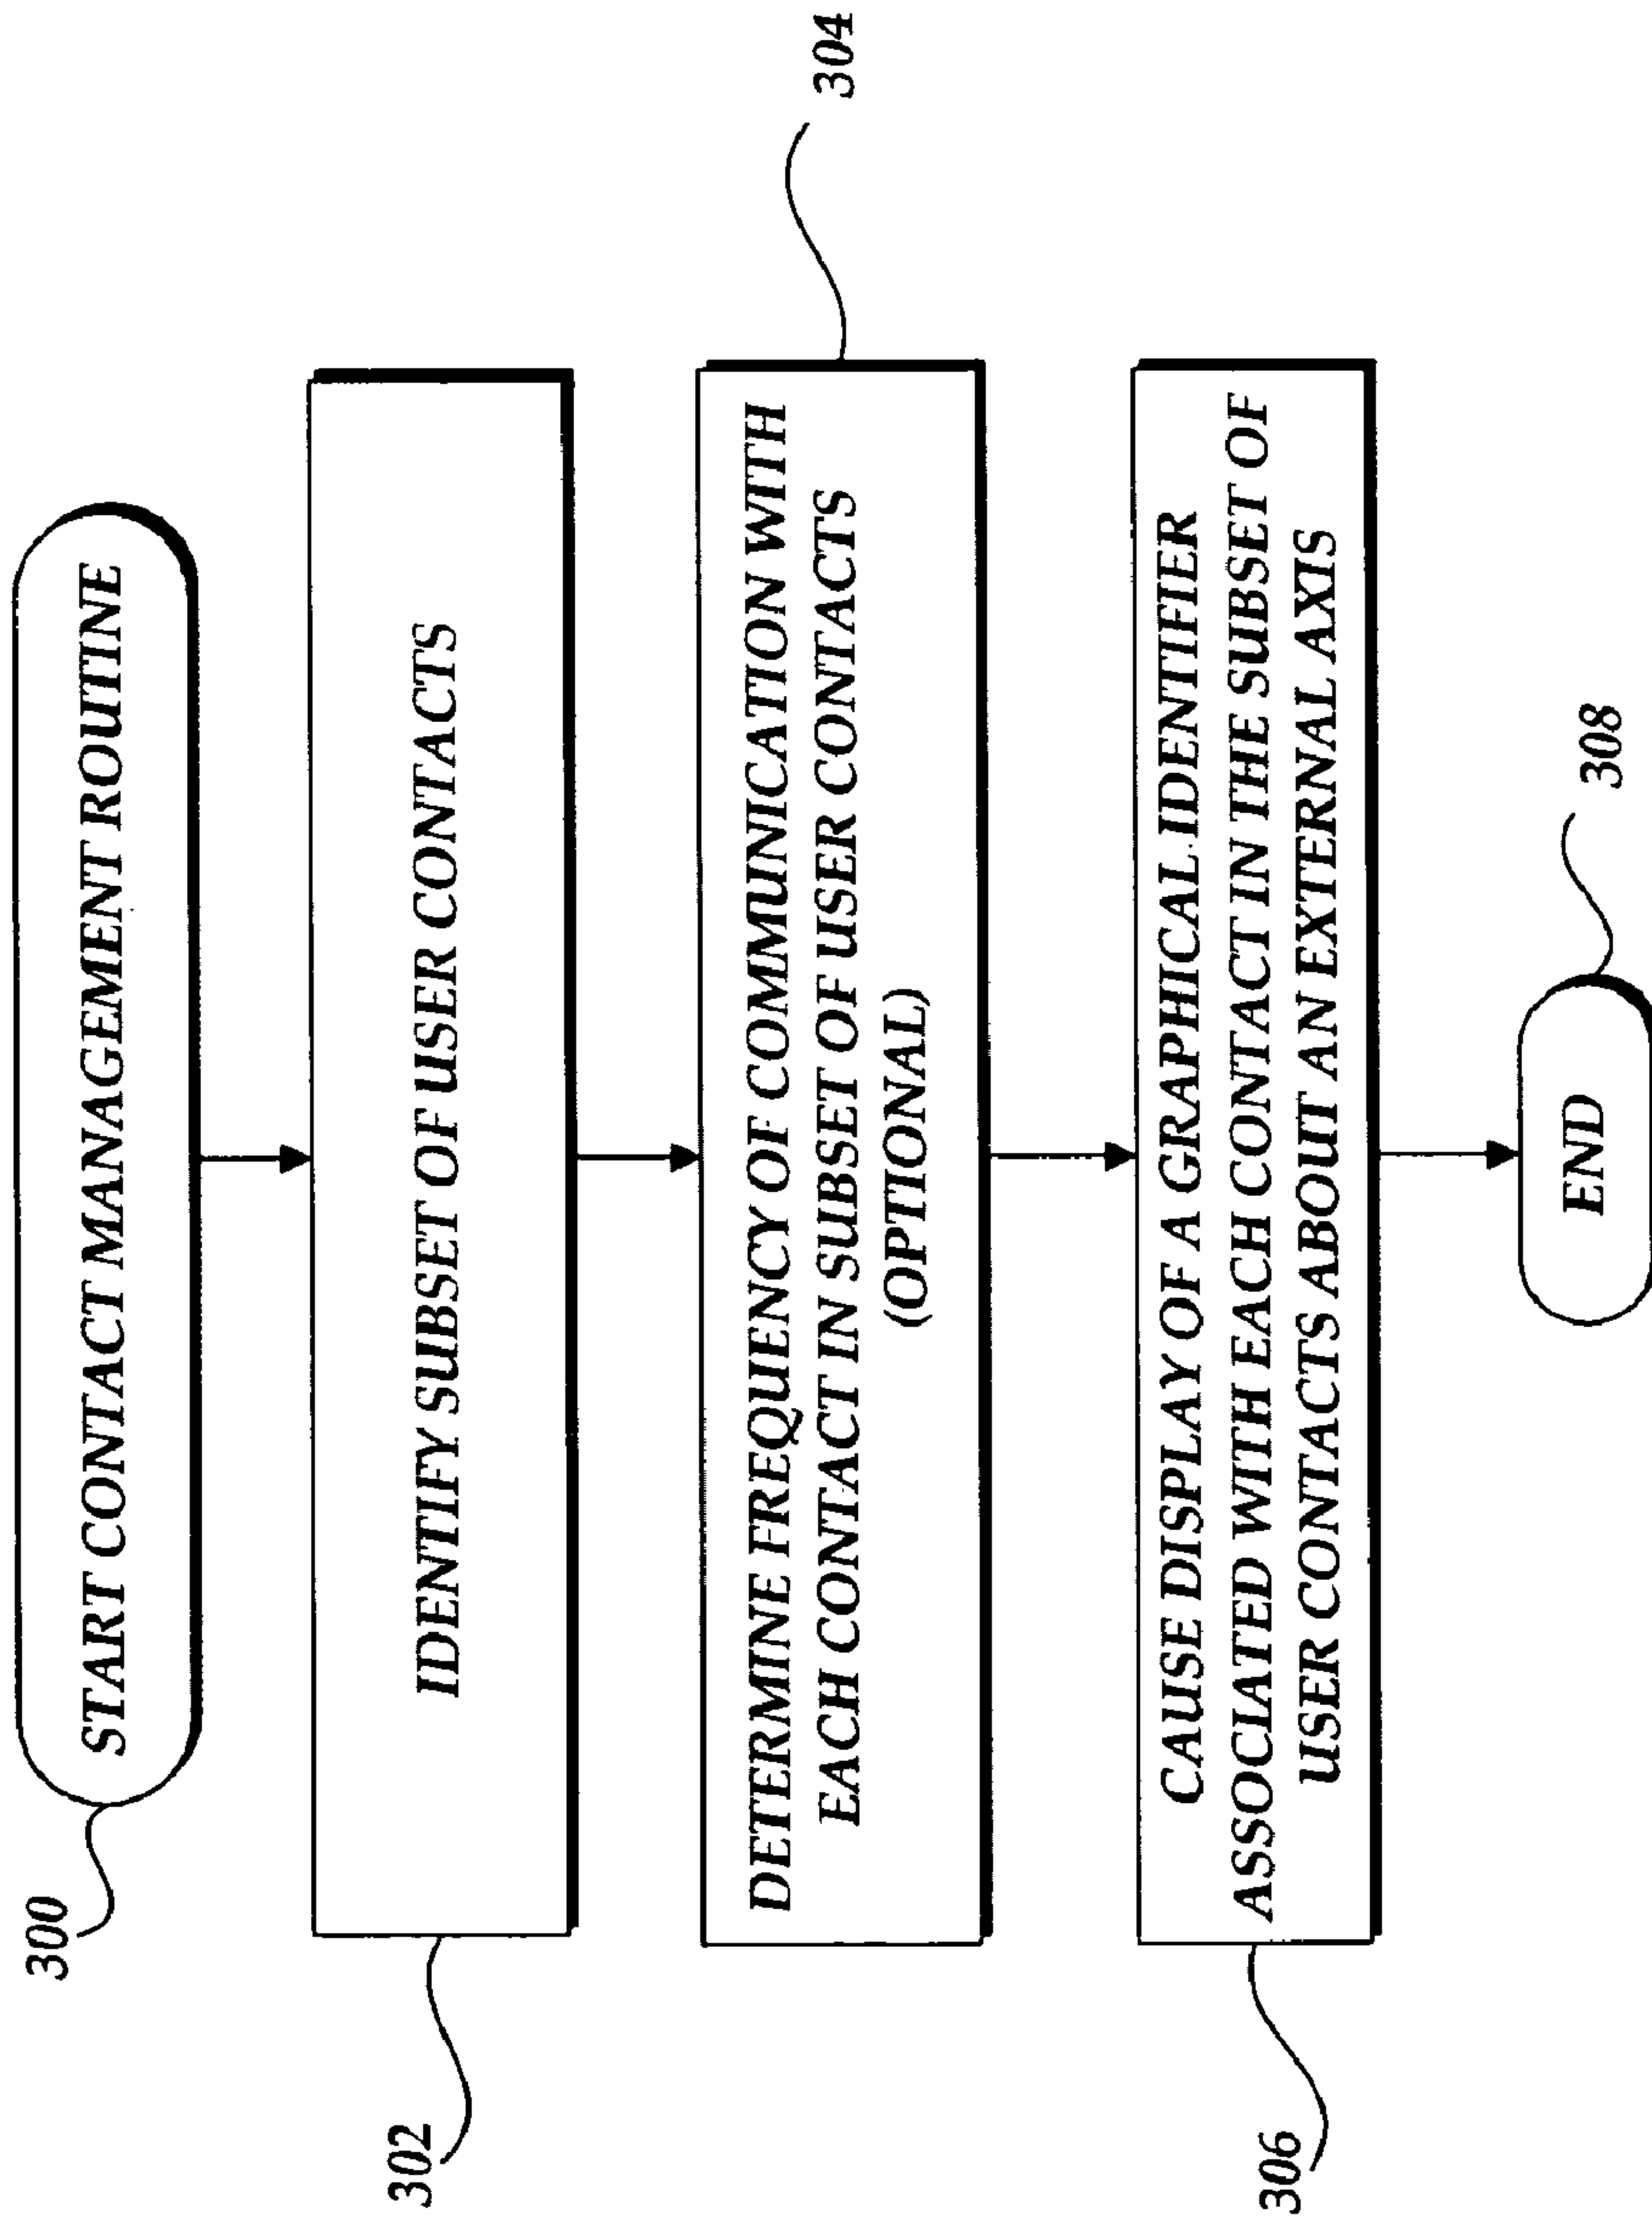 300
START CONTACT MANAGEMENT ROUTINE
302
IDENTIFY SUBSET OF USER CONTACTS
304
DETERMINE FREQUENCY OF COMMUNICATION WITH
EACH CONTACT IN SUBSET OF USER CONTACTS
(OPTIONAL)
306
CAUSE DISPLAY OF A GRAPHICAL IDENTIFIER
ASSOCIATED WITH EACH CONTACT IN THE SUBSET OF
USER CONTACTS ABOUT AN EXTERNAL AXIS
308
END